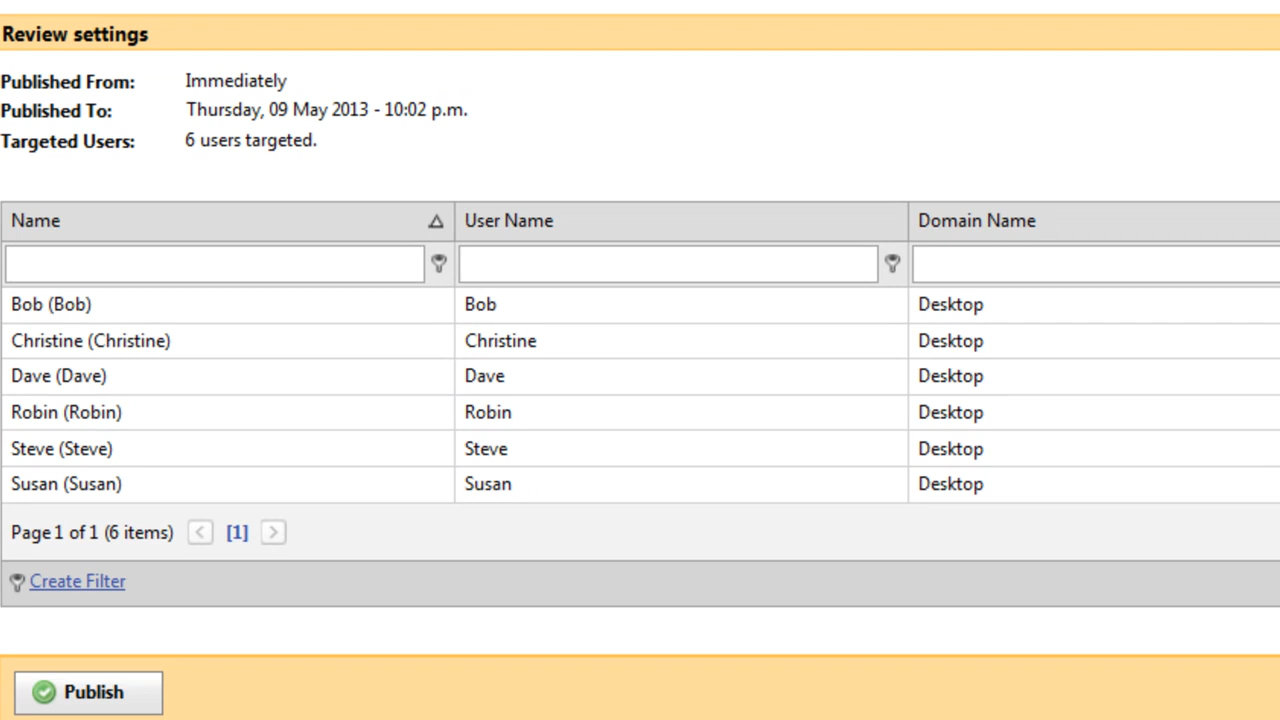 Review settings
Published From: Immediately
Published To: Thursday, 09 May 2013 - 10:02 p.m.
Targeted Users: 6 users targeted.
Name User Name Domain Name
Bob (Bob) Bob Desktop
Christine (Christine) Christine Desktop
Dave (Dave) Dave Desktop
Robin (Robin) Robin Desktop
Steve (Steve) Steve Desktop
Susan (Susan) Susan Desktop
Page 1 of 1 (6 items) < [1] >
Create Filter
Publish